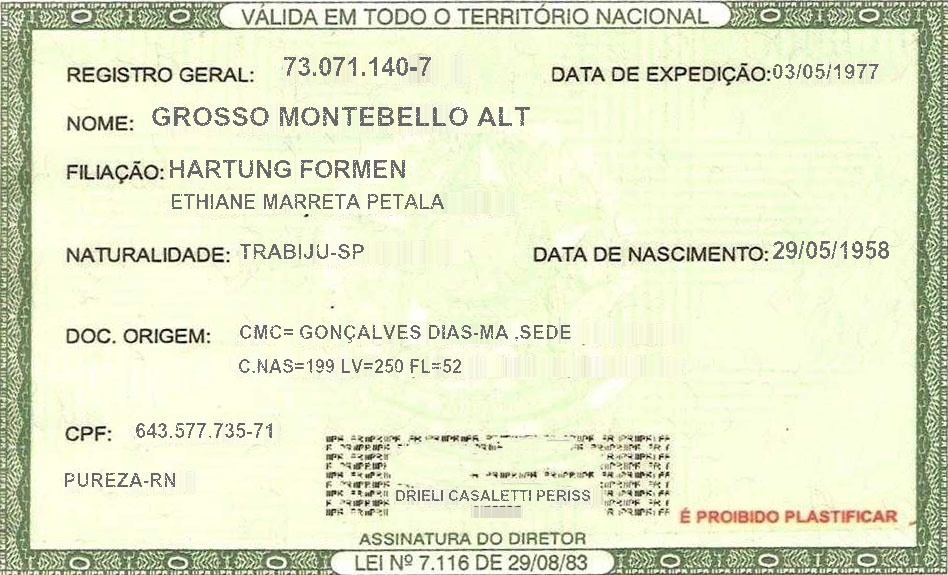 VÁLIDA EM TODO O TERRITÓRIO NACIONAL
REGISTRO GERAL: 73.071.140-7 DATA DE EXPEDIÇÃO:03/05/1977
NOME: GROSSO MONTEBELLO ALT
FILIAÇÃO: HARTUNG FORMEN
ETHIANE MARRETA PETALA
NATURALIDADE: TRABIJU-SP DATA DE NASCIMENTO: 29/05/1958
DOC. ORIGEM: CMC= GONÇALVES DIAS-MA .SEDE
C.NAS=199 LV=250 FL=52
CPF: 643.577.735-71
PUREZA-RN
DRIELI CASALETTI PERISS
É PROIBIDO PLASTIFICAR
ASSINATURA DO DIRETOR
LEI Nº 7.116 DE 29/08/83